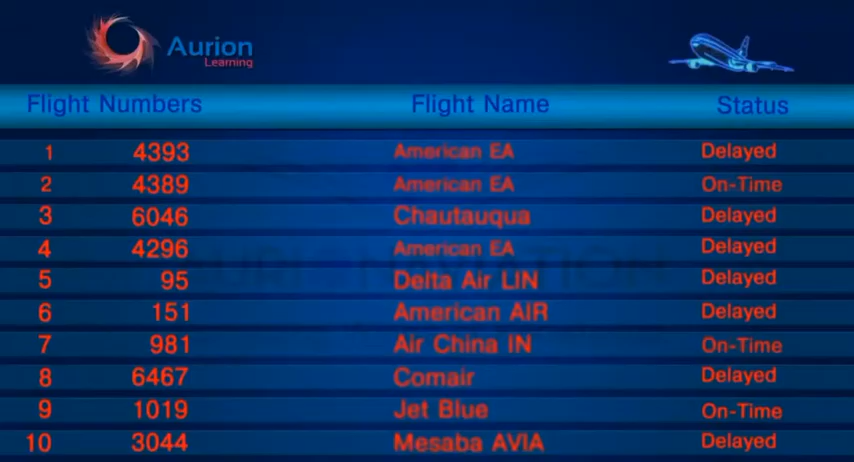 Aurion
Learning
Flight Numbers Flight Name Status
1 4393 American EA Delayed
2 4389 American EA On-Time
3 6046 Chautauqua Delayed
4 4296 American EA Delayed
5 95 Delta Air LIN Delayed
6 151 American AIR Delayed
7 981 Air China IN On-Time
8 6467 Comair Delayed
9 1019 Jet Blue On-Time
10 3044 Mesaba AVIA Delayed